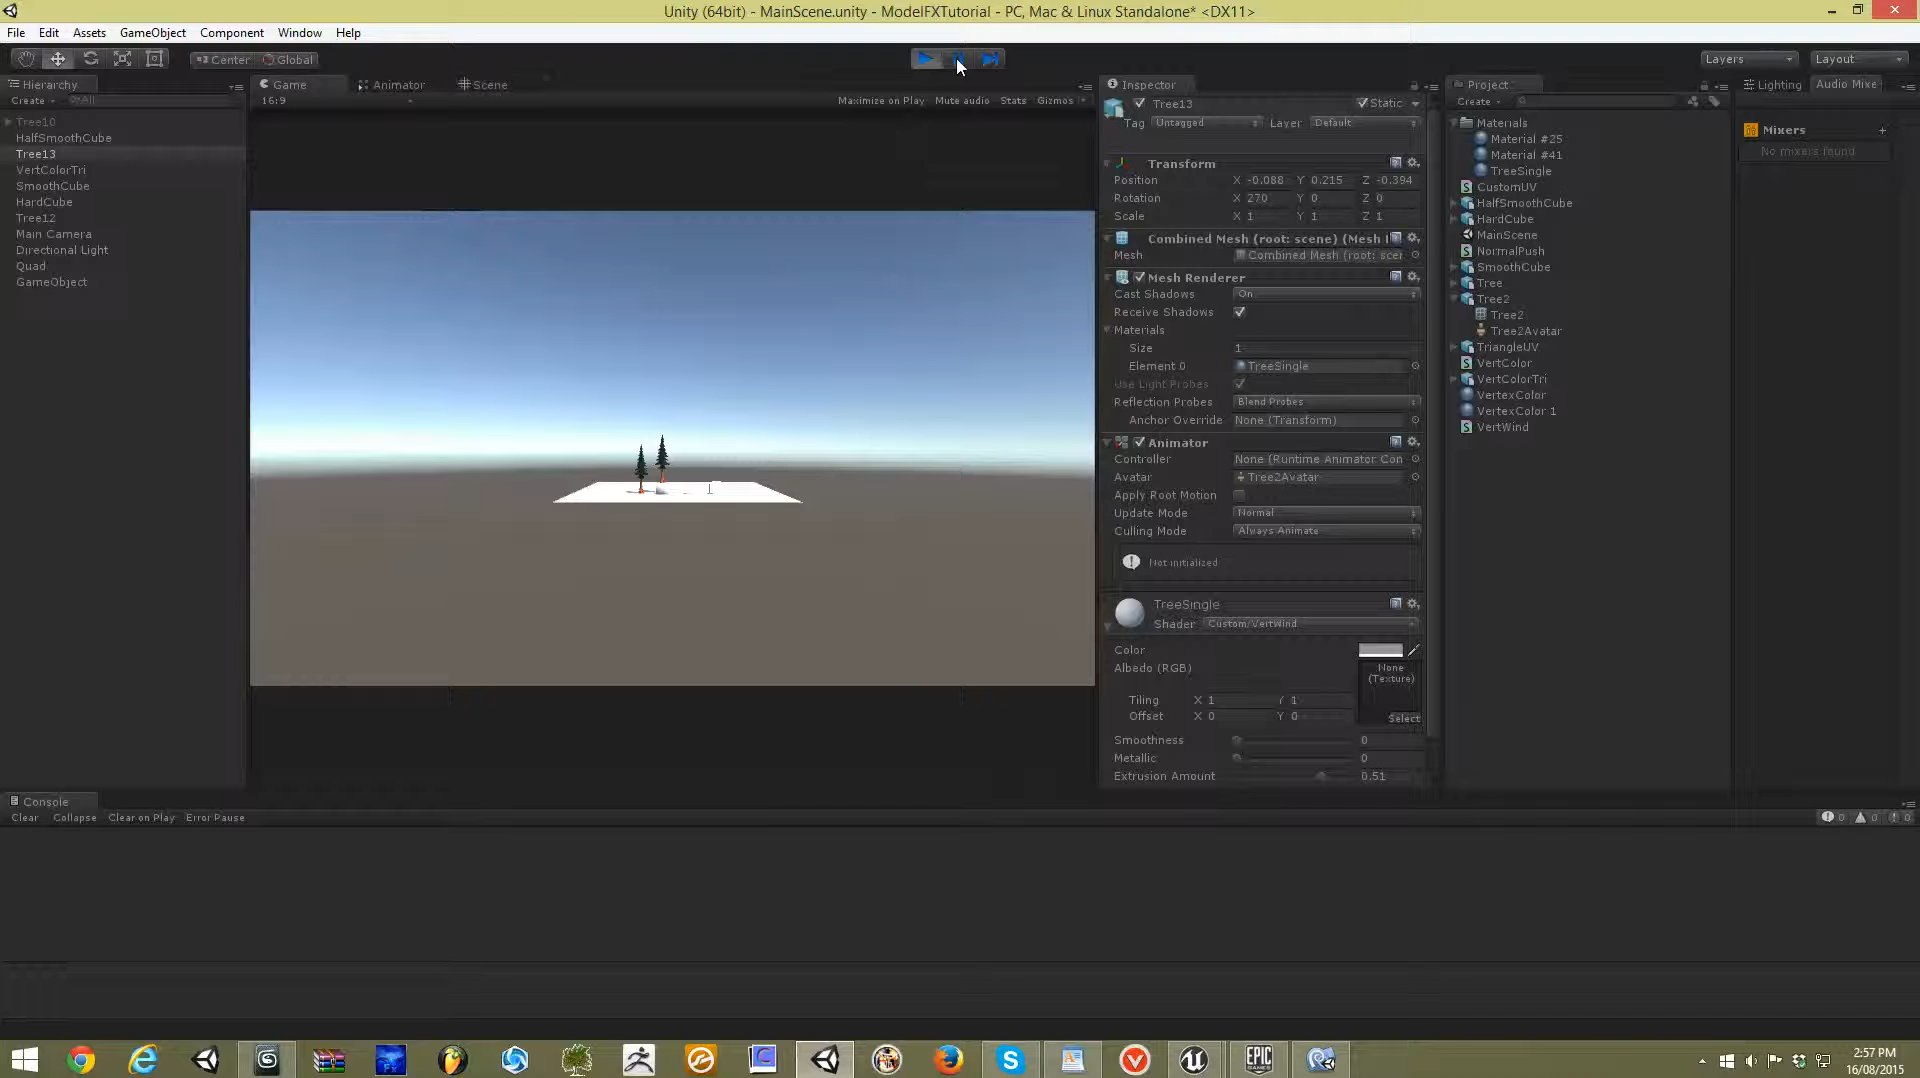 Unity (64bit) - MainScene.unity - ModelFXTutorial - PC, Mac & Linux Standalone* <DX11>
File Edit Assets GameObject Component Window Help
Center Global
Layers
Layout
Hierarchy
Create All
Tree10
HalfSmoothCube
Tree13
VertColorTri
SmoothCube
HardCube
Tree12
Main Camera
Directional Light
Quad
GameObject
Game Animator Scene
16:9
Maximize on Play Mute audio Stats Gizmos
Inspector
Tree13 Static
Tag Untagged Layer Default
Transform
Position X -0.088 Y 0.215 Z -0.394
Rotation X 270 Y 0 Z 0
Scale X 1 Y 1 Z 1
Combined Mesh (root: scene) (Mesh I
Mesh Combined Mesh (root: scer
Mesh Renderer
Cast Shadows On
Receive Shadows
Materials
Size 1
Element 0 TreeSingle
Use Light Probes
Reflection Probes Blend Probes
Anchor Override None (Transform)
Animator
Controller None (Runtime Animator Con
Avatar Tree2Avatar
Apply Root Motion
Update Mode Normal
Culling Mode Always Animate
Not initialized
TreeSingle
Shader Custom/VertWind
Color
Albedo (RGB)
None
(Texture)
Tiling X 1 Y 1
Offset X 0 Y 0
Select
Smoothness 0
Metallic 0
Extrusion Amount 0.51
Project
Create
Materials
Material #25
Material #41
TreeSingle
CustomUV
HalfSmoothCube
HardCube
MainScene
NormalPush
SmoothCube
Tree
Tree2
Tree2
Tree2Avatar
TriangleUV
VertColor
VertColorTri
VertexColor
VertexColor 1
VertWind
Lighting Audio Mixe
Mixers +
No mixers found
Console
Clear Collapse Clear on Play Error Pause
0 0 0
EPIC
GAMES
2:57 PM
16/08/2015